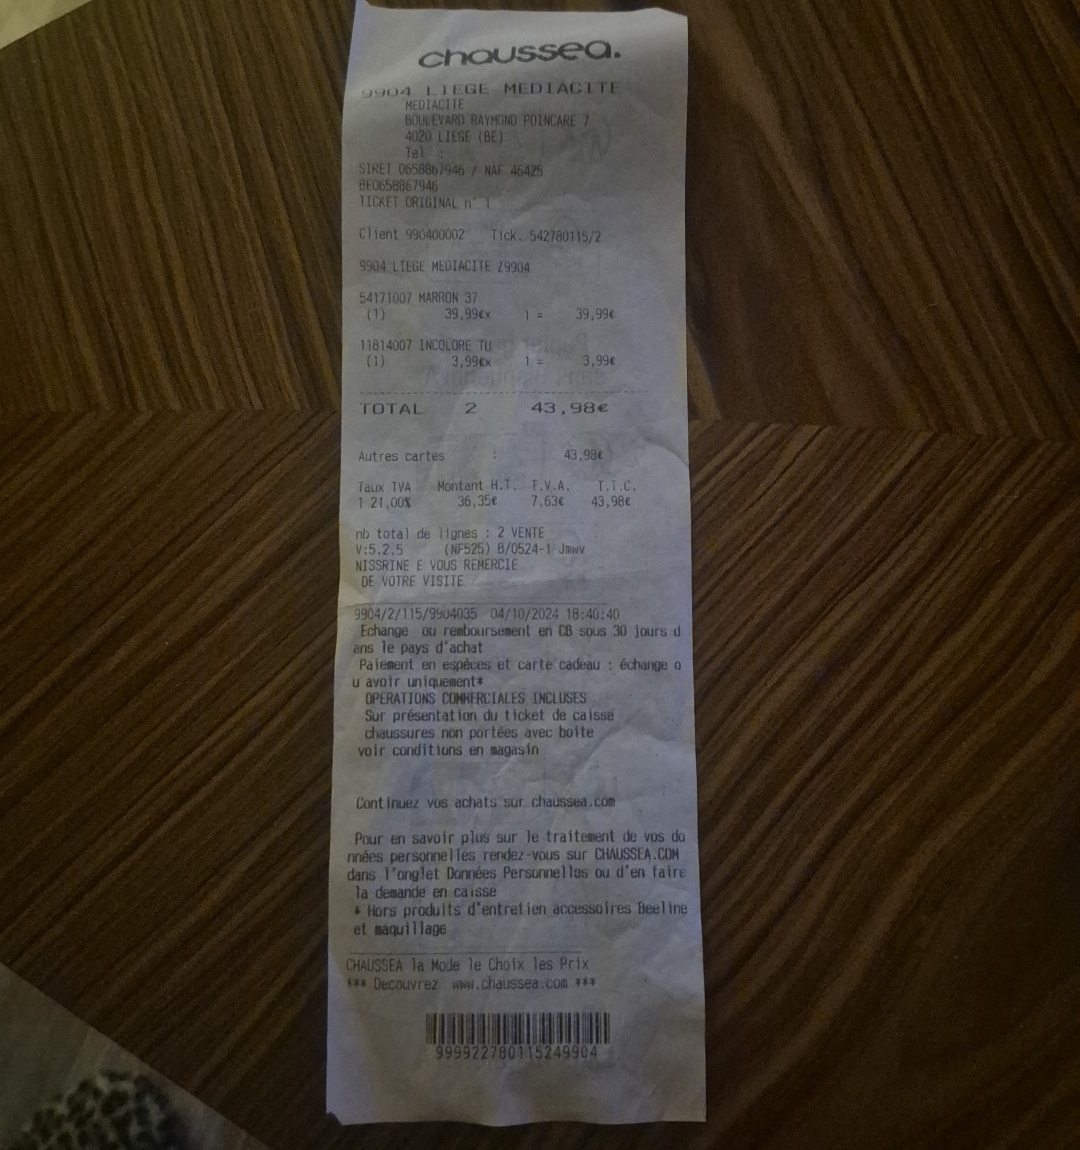 chaussea.
9904 LIEGE MEDIACITE
MEDIACITE
BOULEVARD RAYMOND POINCARE 7
4020 LIEGE (BE)
Tel :
SIRET 0658867946 / NAF 46425
BE0658867946
TICKET ORIGINAL n° 1
Client 990400002 Tick. 542780115/2
9904 LIEGE MEDIACITE Z9904
54171007 MARRON 37
(1) 39,99€x 1 = 39,99€
11814007 INCOLORE TU
(1) 3,99€x 1 = 3,99€
TOTAL 2 43,98€
Autres cartes : 43,98€
Taux TVA Montant H.T. T.V.A. T.T.C.
1 21,00% 36,35€ 7,63€ 43,98€
nb total de lignes : 2 VENTE
V:5.2.5 (NF525) B/0524-1 Jmwv
NISSRINE E VOUS REMERCIE
DE VOTRE VISITE
9904/2/115/9904035 04/10/2024 18:40:40
Echange ou remboursement en CB sous 30 jours d
ans le pays d'achat
Paiement en espèces et carte cadeau : échange o
u avoir uniquement*
OPERATIONS COMMERCIALES INCLUSES
Sur présentation du ticket de caisse
chaussures non portées avec boite
voir conditions en magasin
Continuez vos achats sur chaussea.com
Pour en savoir plus sur le traitement de vos do
nnées personnelles rendez-vous sur CHAUSSEA.COM
dans l'onglet Données Personnelles ou d'en faire
la demande en caisse
* Hors produits d'entretien accessoires Beeline
et maquillage
CHAUSSEA la Mode le Choix les Prix
*** Decouvrez www.chaussea.com ***
999922780115249904